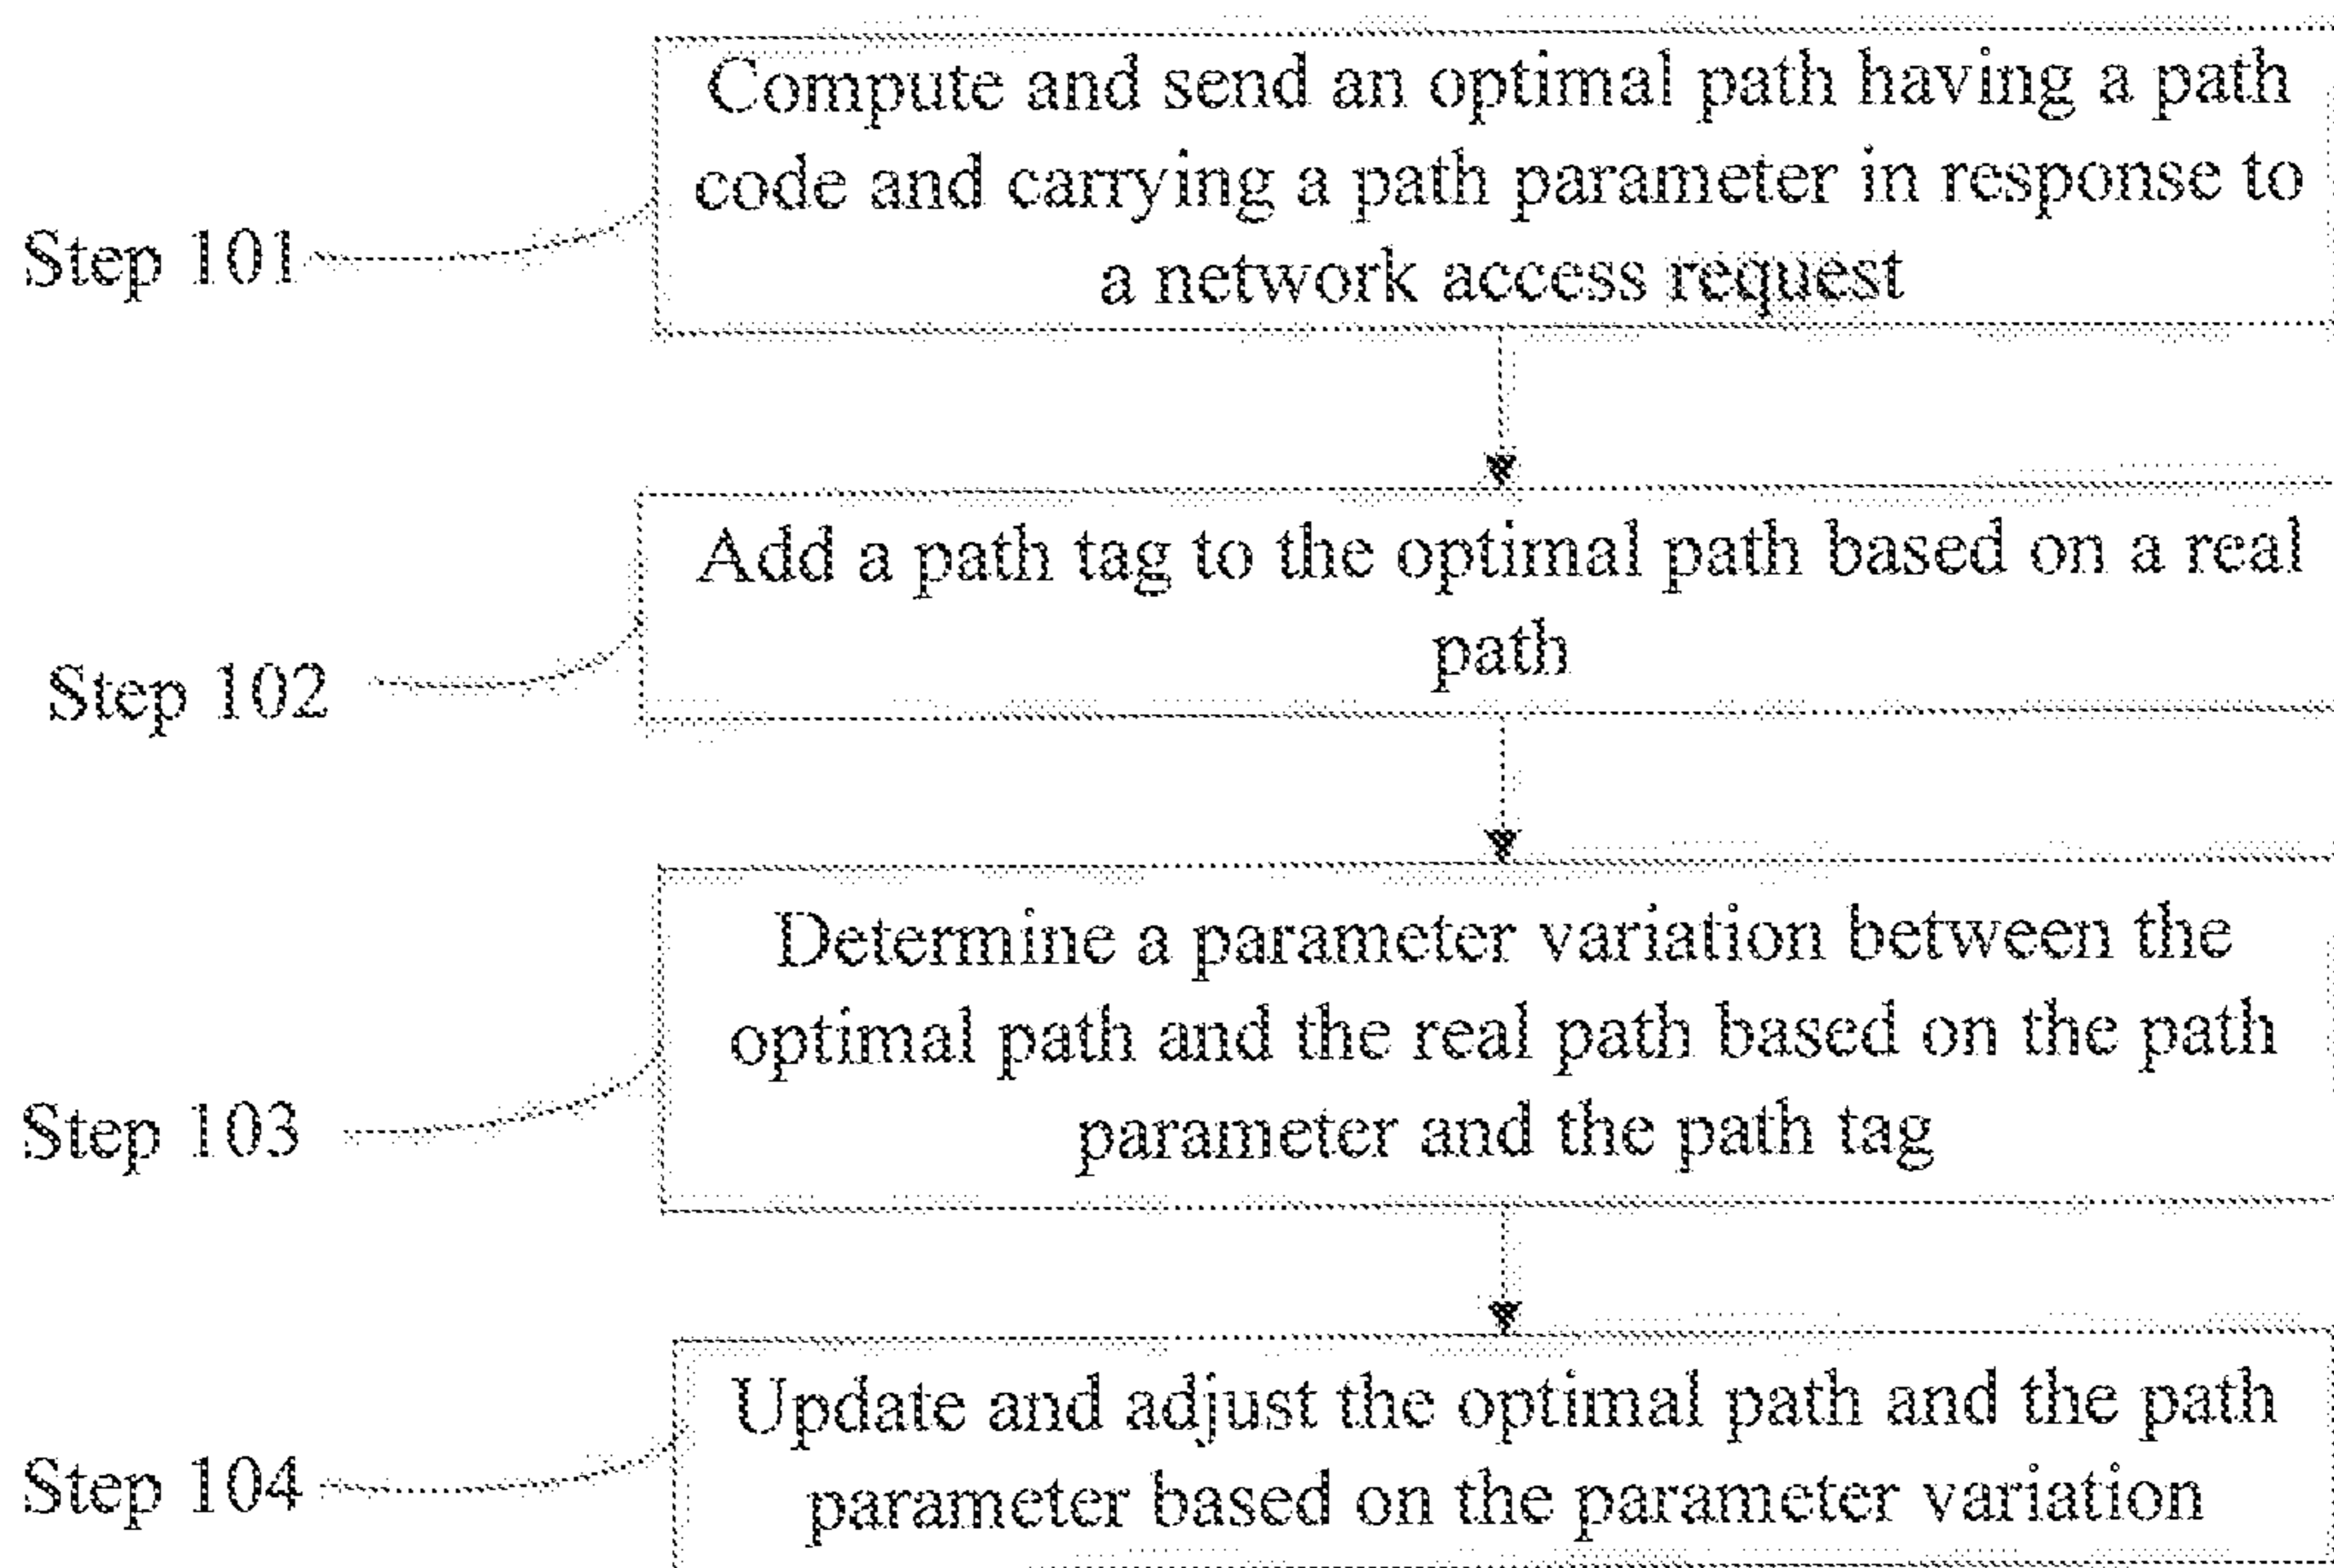 Compute and send an optimal path having a path
code and carrying a path parameter in response to
a network access request
Step 101
Add a path tag to the optimal path based on a real
path
Step 102
Determine a parameter variation between the
optimal path and the real path based on the path
parameter and the path tag
Step 103
Update and adjust the optimal path and the path
parameter based on the parameter variation
Step 104